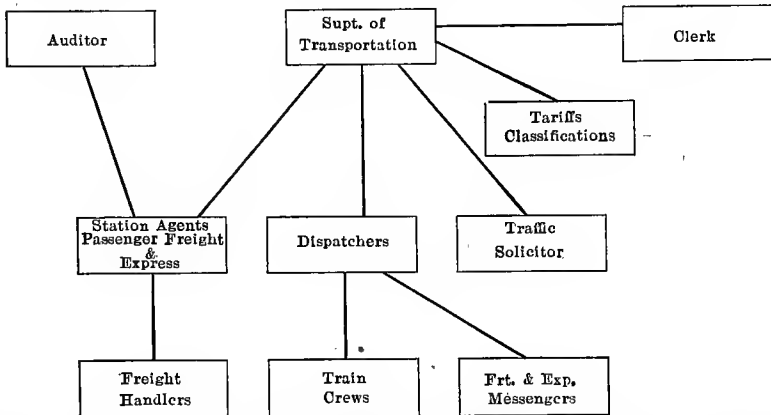 Auditor
Supt. of
Transportation
Clerk
Tariffs
Classifications
Station Agents
Passenger Freight
&
Express
Dispatchers
Traffic
Solicitor
Freight
Handlers
Train
Crews
Frt. & Exp.
Messengers